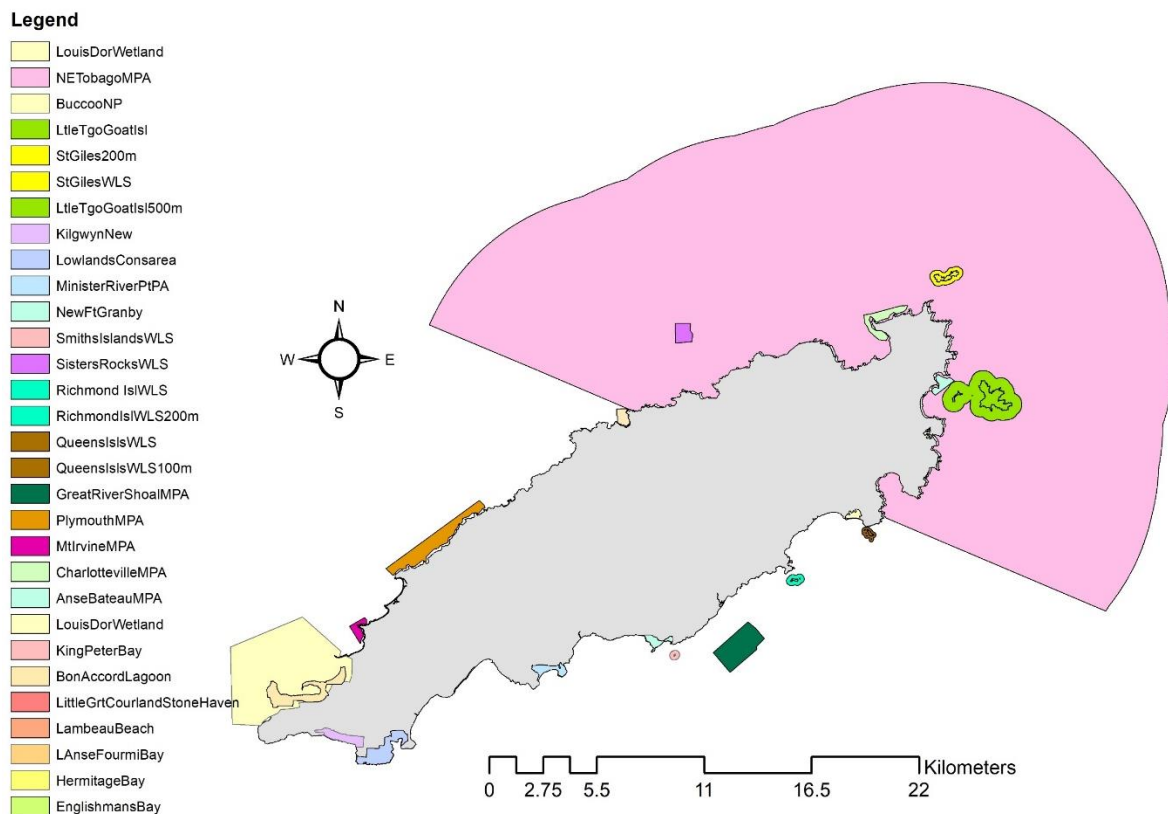 Legend
LouisDorWetland
NETobagoMPA
BuccooNP
LtleTgoGoatIsl
StGiles200m
StGilesWLS
LtleTgoGoatIsl500m
KilgwynNew
LowlandsConsarea
MinisterRiverPtPA
NewFtGranby
SmithsIslandsWLS
SistersRocksWLS
Richmond IslWLS
RichmondIslWLS200m
QueensIsIsWLS
QueensIsIsWLS100m
GreatRiverShoalMPA
PlymouthMPA
MtIrvineMPA
CharlottevilleMPA
AnseBateauMPA
LouisDorWetland
KingPeterBay
BonAccordLagoon
LittleGrtCourlandStoneHaven
LambeauBeach
LAnseFourmiBay
HermitageBay
EnglishmansBay
N
W E
S
Kilometers
0 2.75 5.5 11 16.5 22